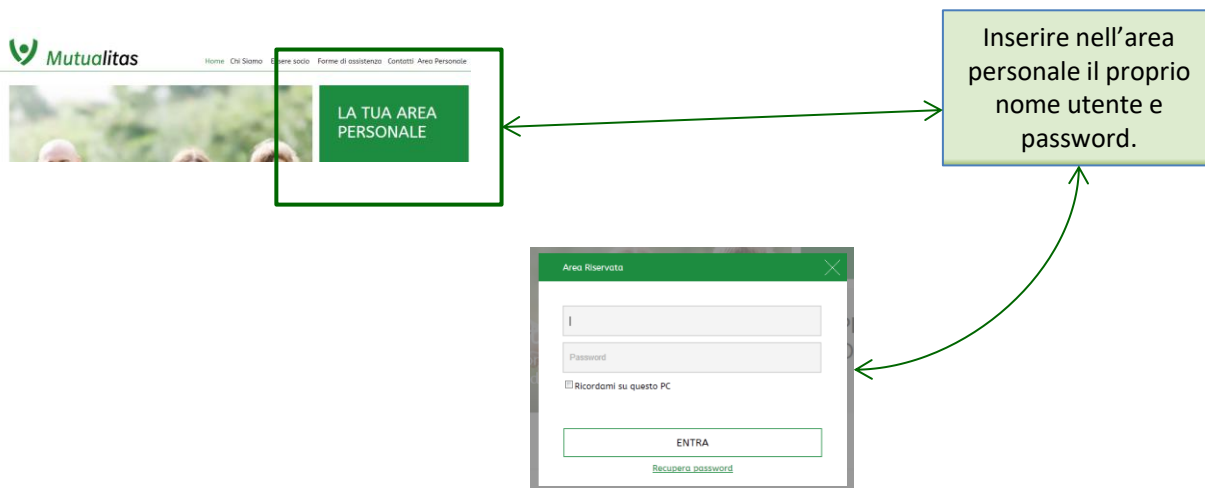 Mutualitas
Home Chi Siamo Essere socio Forme di assistenza Contatti Area Personale
LA TUA AREA
PERSONALE
Inserire nell'area
personale il proprio
nome utente e
password.
Area Riservata
Password
Ricordami su questo PC
ENTRA
Recupera password